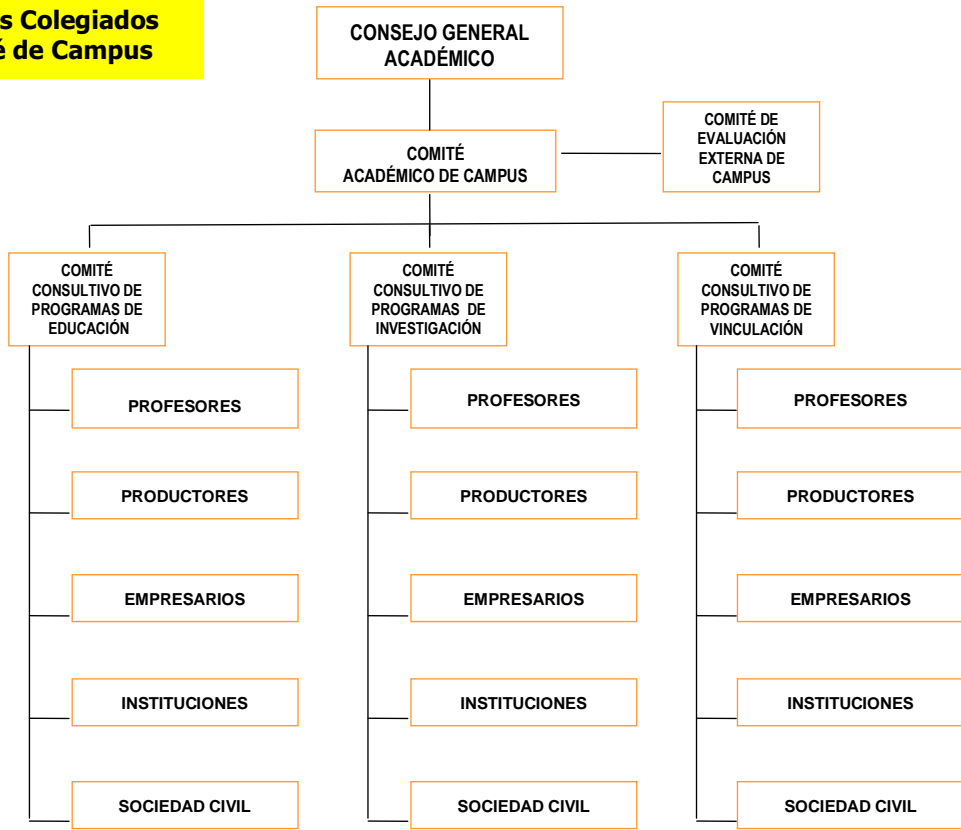 s Colegiados
de Campus
CONSEJO GENERAL
ACADÉMICO
COMITÉ
ACADÉMICO DE CAMPUS
COMITÉ DE
EVALUACIÓN
EXTERNA DE
CAMPUS
COMITÉ
CONSULTIVO DE
PROGRAMAS DE
EDUCACIÓN
COMITÉ
CONSULTIVO DE
PROGRAMAS DE
INVESTIGACIÓN
COMITÉ
CONSULTIVO DE
PROGRAMAS DE
VINCULACIÓN
PROFESORES
PRODUCTORES
EMPRESARIOS
INSTITUCIONES
SOCIEDAD CIVIL
PROFESORES
PRODUCTORES
EMPRESARIOS
INSTITUCIONES
SOCIEDAD CIVIL
PROFESORES
PRODUCTORES
EMPRESARIOS
INSTITUCIONES
SOCIEDAD CIVIL